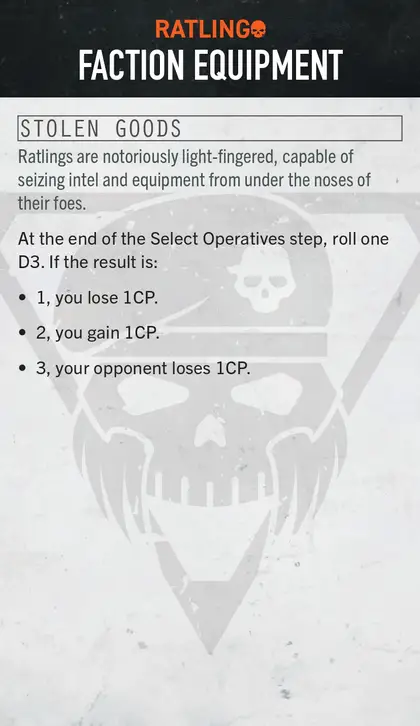 RATLING
FACTION EQUIPMENT
STOLEN GOODS
Ratlings are notoriously light-fingered, capable of
seizing intel and equipment from under the noses of
their foes.
At the end of the Select Operatives step, roll one
D3. If the result is:
• 1, you lose 1CP.
• 2, you gain 1CP.
• 3, your opponent loses 1CP.